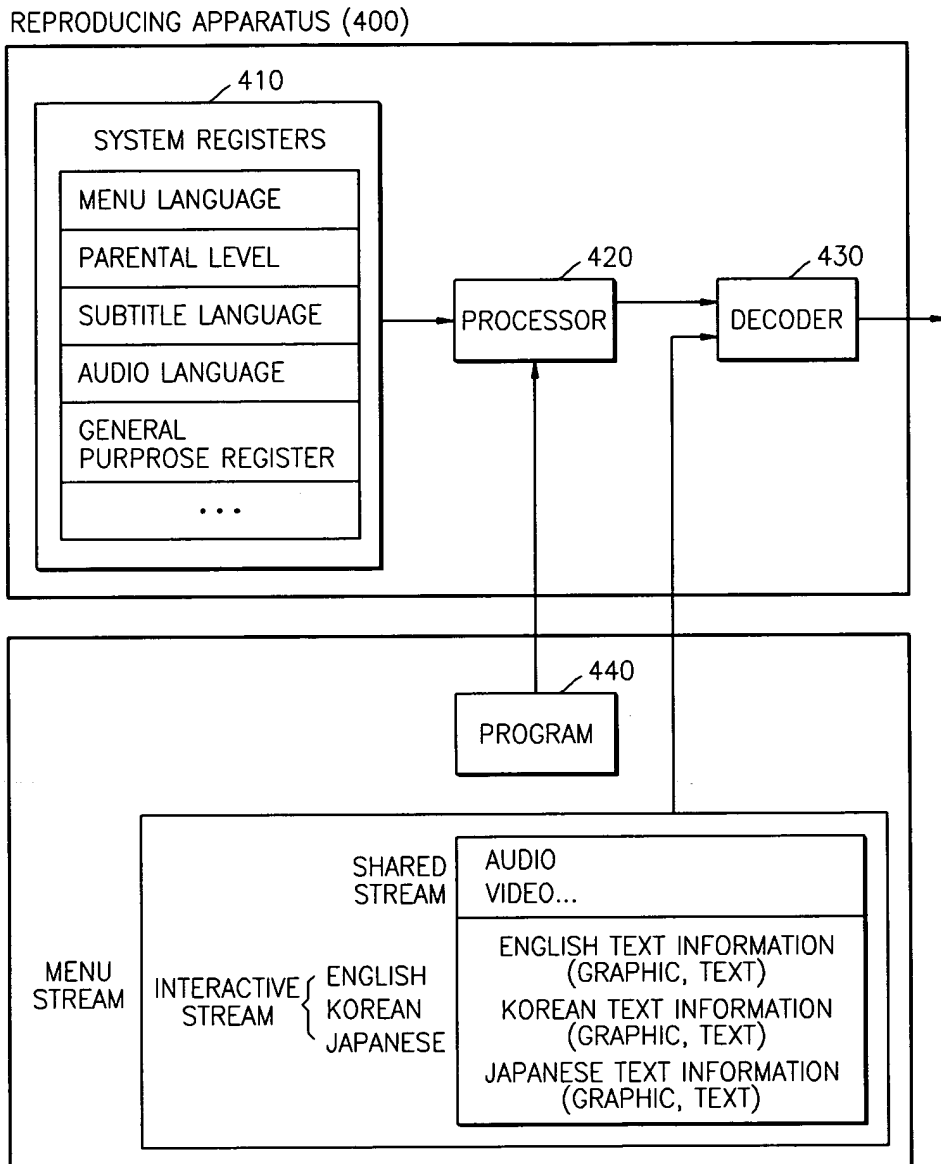 REPRODUCING APPARATUS (400)
410
SYSTEM REGISTERS
MENU LANGUAGE
PARENTAL LEVEL
SUBTITLE LANGUAGE
AUDIO LANGUAGE
GENERAL
PURPROSE REGISTER
...
420
PROCESSOR
430
DECODER
440
PROGRAM
MENU
STREAM
SHARED
STREAM
AUDIO
VIDEO...
INTERACTIVE
STREAM
ENGLISH
KOREAN
JAPANESE
ENGLISH TEXT INFORMATION
(GRAPHIC, TEXT)
KOREAN TEXT INFORMATION
(GRAPHIC, TEXT)
JAPANESE TEXT INFORMATION
(GRAPHIC, TEXT)